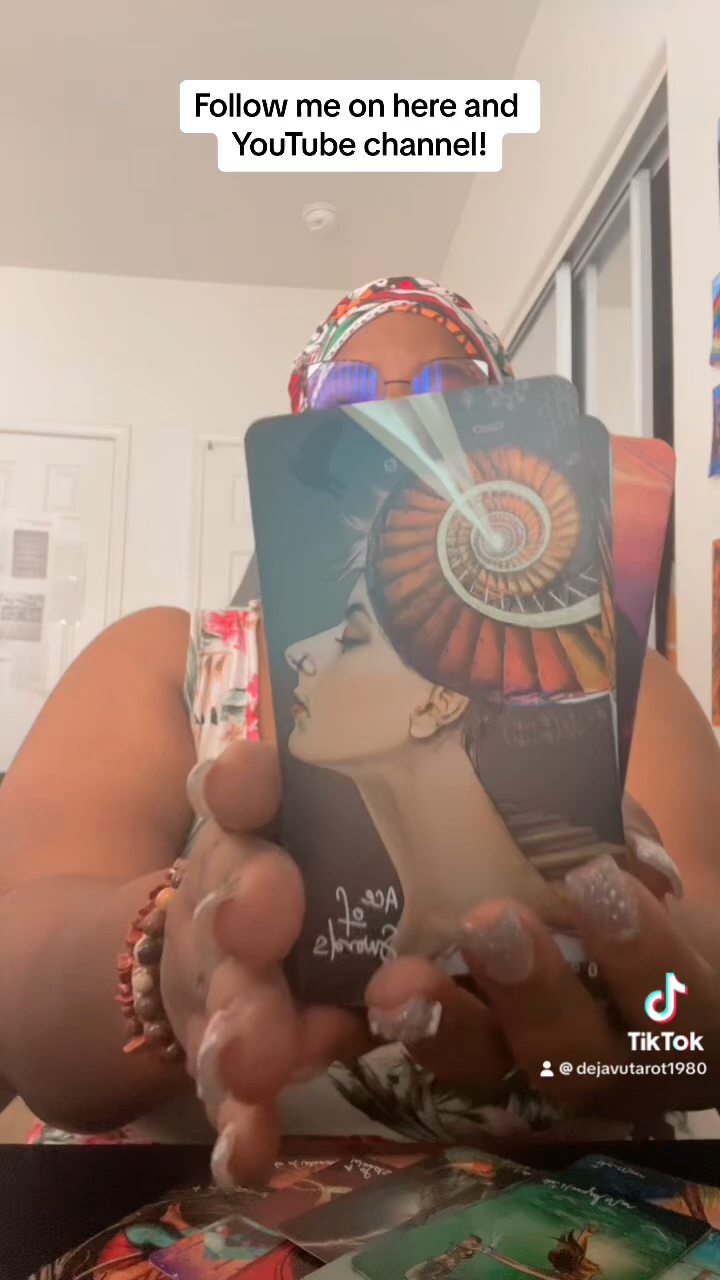 Follow me on here and
YouTube channel!
Ace
of
Swords
TikTok
@dejavutarot1980